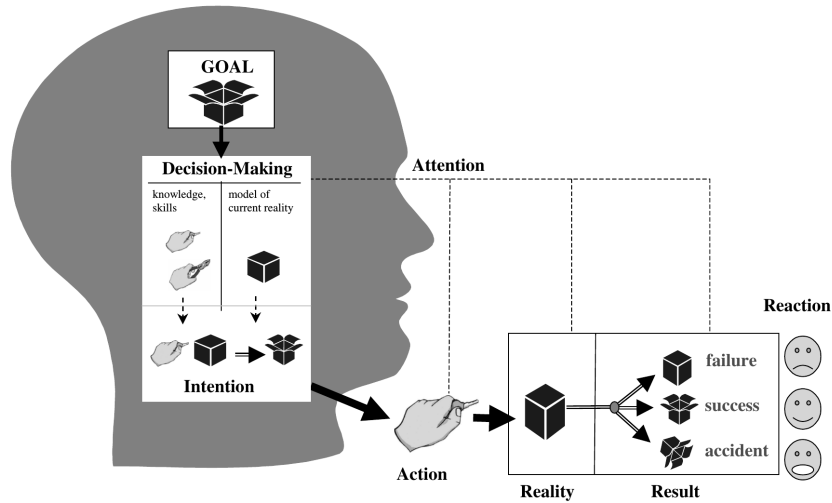 GOAL
Decision-Making
knowledge,
skills
model of
current reality
Intention
Attention
Action
Reaction
failure
success
accident
Reality
Result